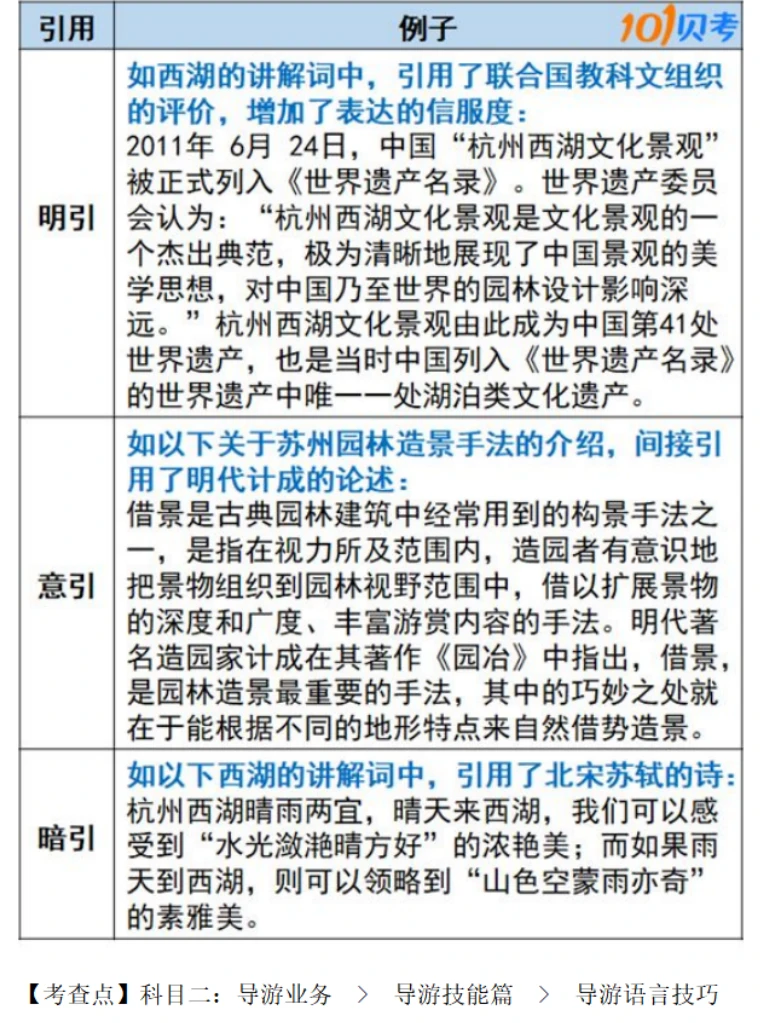 引用 例子 101贝考
如西湖的讲解词中，引用了联合国教科文组织
的评价，增加了表达的信服度：
2011年 6月 24日，中国“杭州西湖文化景观”
被正式列入《世界遗产名录》。世界遗产委员
明引 会认为：“杭州西湖文化景观是文化景观的一
个杰出典范，极为清晰地展现了中国景观的美
学思想，对中国乃至世界的园林设计影响深
远。”杭州西湖文化景观由此成为中国第41处
世界遗产，也是当时中国列入《世界遗产名录》
的世界遗产中唯一一处湖泊类文化遗产。
如以下关于苏州园林造景手法的介绍，间接引
用了明代计成的论述：
借景是古典园林建筑中经常用到的构景手法之
一，是指在视力所及范围内，造园者有意识地
意引 把景物组织到园林视野范围中，借以扩展景物
的深度和广度、丰富游赏内容的手法。明代著
名造园家计成在其著作《园冶》中指出，借景，
是园林造景最重要的手法，其中的巧妙之处就
在于能根据不同的地形特点来自然借势造景。
如以下西湖的讲解词中，引用了北宋苏轼的诗：
杭州西湖晴雨两宜，晴天来西湖，我们可以感
暗引 受到“水光潋滟晴方好”的浓艳美；而如果雨
天到西湖，则可以领略到“山色空蒙雨亦奇”
的素雅美。
【考查点】科目二：导游业务 > 导游技能篇 > 导游语言技巧